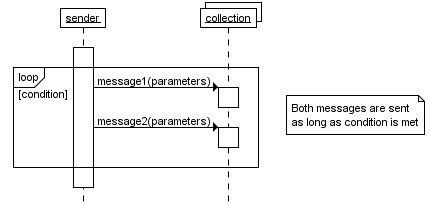 sender
collection
loop
[condition]
message1(parameters)
message2(parameters)
Both messages are sent
as long as condition is met